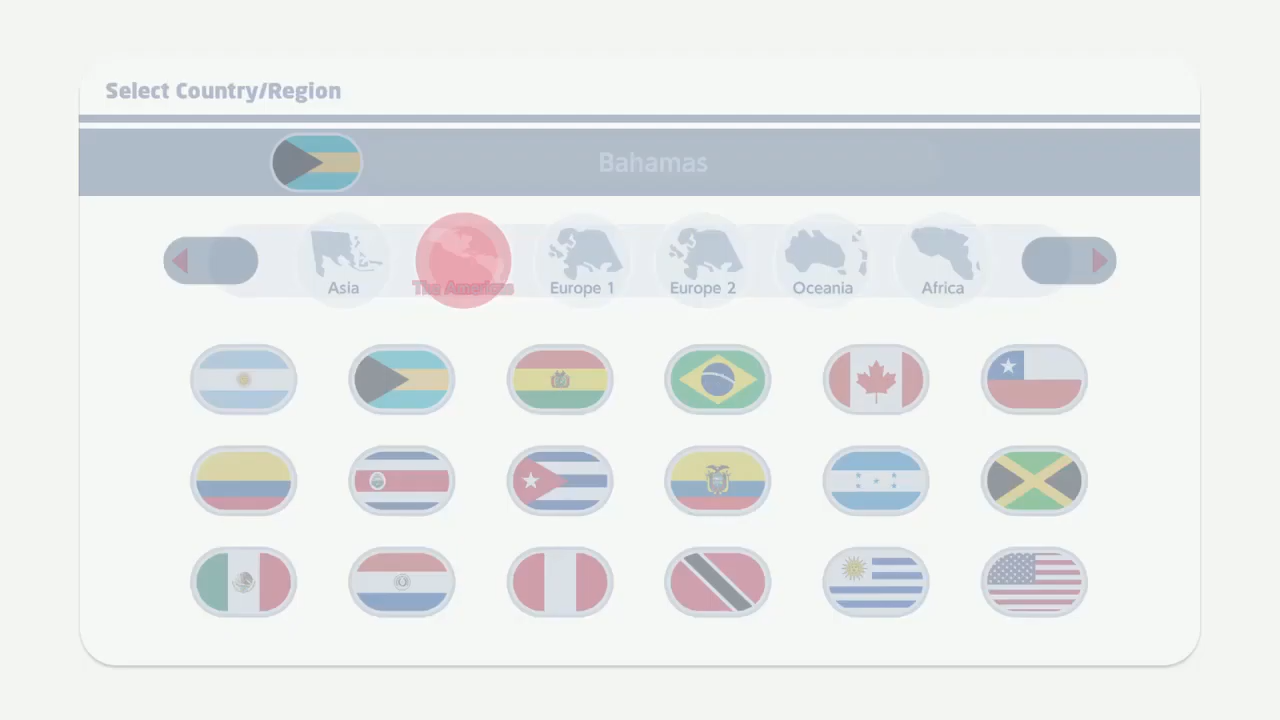 Select Country/Region
Bahamas
Asia
The Americas
Europe 1
Europe 2
Oceania
Africa